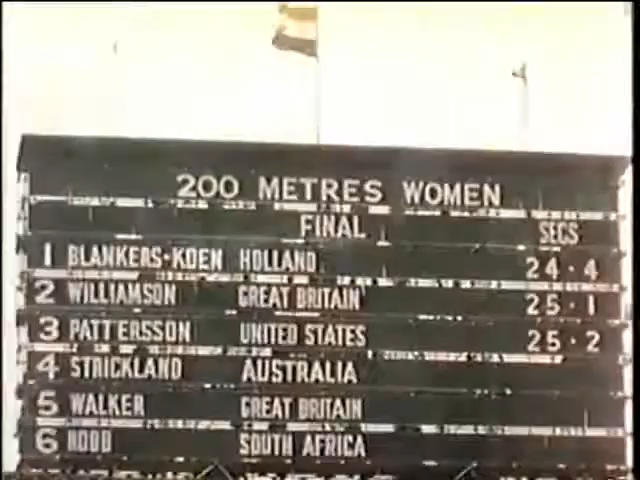 200 METRES WOMEN
FINAL SECS
1 BLANKERS-KOEN HOLLAND 24.4
2 WILLIAMSON GREAT BRITAIN 25.1
3 PATTERSSON UNITED STATES 25.2
4 STRICKLAND AUSTRALIA
5 WALKER GREAT BRITAIN
6 ROBB SOUTH AFRICA